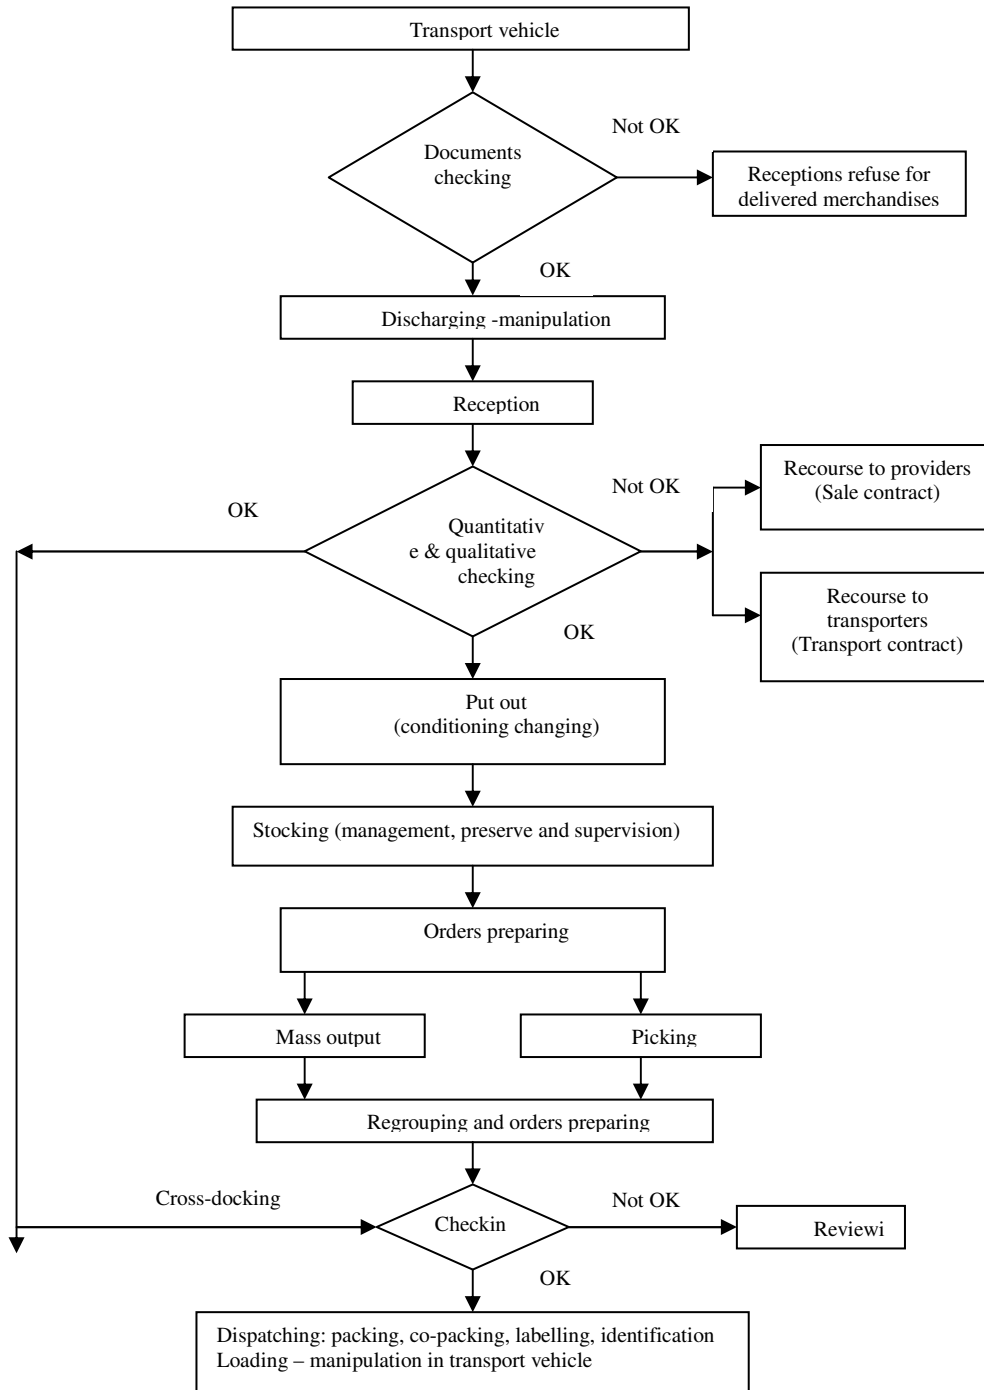 Transport vehicle
Not OK
Documents
checking
Receptions refuse for
delivered merchandises
OK
Discharging -manipulation
Reception
Not OK
Recourse to providers
(Sale contract)
OK
Quantitativ
e & qualitative
checking
Recourse to
transporters
(Transport contract)
OK
Put out
(conditioning changing)
Stocking (management, preserve and supervision)
Orders preparing
Mass output
Picking
Regrouping and orders preparing
Cross-docking
Not OK
Checkin
Reviewi
OK
Dispatching: packing, co-packing, labelling, identification
Loading – manipulation in transport vehicle